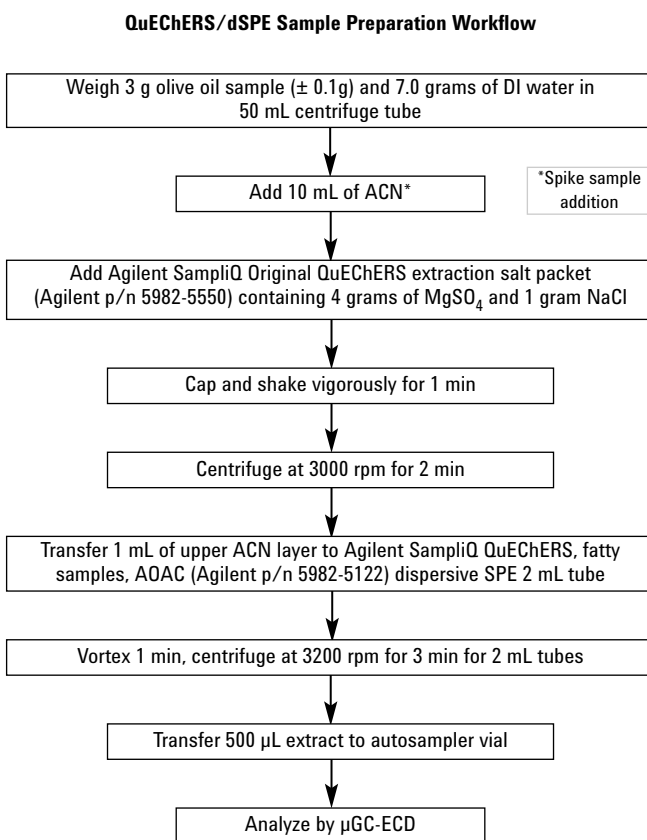 QuEChERS/dSPE Sample Preparation Workflow
Weigh 3 g olive oil sample (± 0.1g) and 7.0 grams of DI water in
50 mL centrifuge tube
Add 10 mL of ACN*
*Spike sample
addition
Add Agilent SampliQ Original QuEChERS extraction salt packet
(Agilent p/n 5982-5550) containing 4 grams of MgSO₄ and 1 gram NaCl
Cap and shake vigorously for 1 min
Centrifuge at 3000 rpm for 2 min
Transfer 1 mL of upper ACN layer to Agilent SampliQ QuEChERS, fatty
samples, AOAC (Agilent p/n 5982-5122) dispersive SPE 2 mL tube
Vortex 1 min, centrifuge at 3200 rpm for 3 min for 2 mL tubes
Transfer 500 µL extract to autosampler vial
Analyze by µGC-ECD